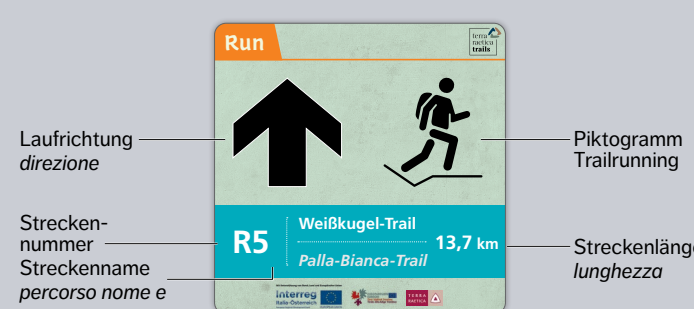 Run
terra
raetica
trails
Laufrichtung
direzione
Piktogramm
Trailrunning
Strecken-
nummer
Streckenname
percorso nome e
R5
Weißkugel-Trail
Palla-Bianca-Trail
13,7 km
Streckenlänge
lunghezza
Interreg
Italia-Österreich
TERRA
RAETICA